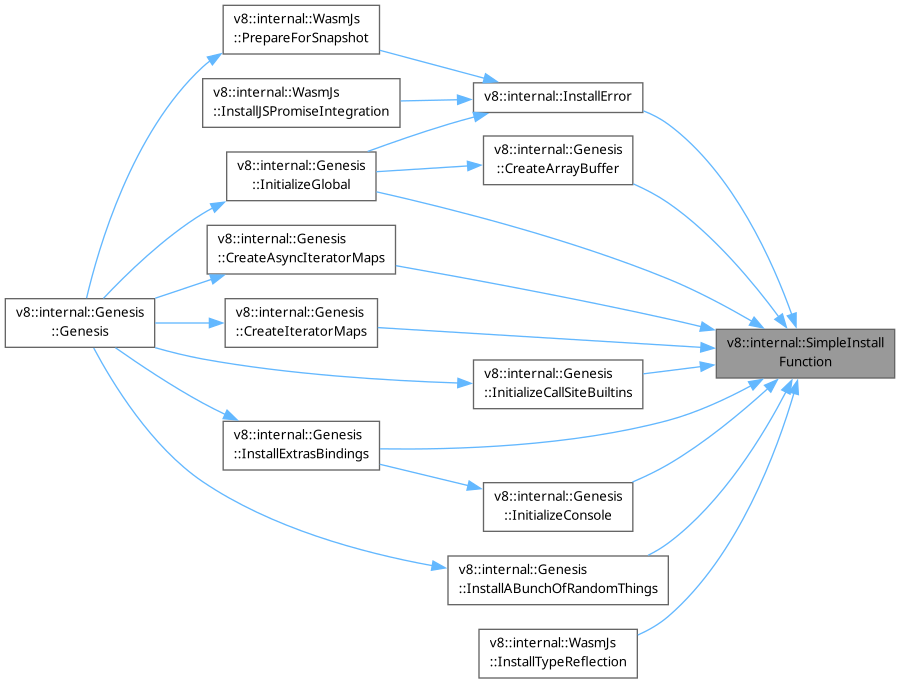 v8::internal::WasmJs
::PrepareForSnapshot
v8::internal::WasmJs
::InstallJSPromiseIntegration
v8::internal::InstallError
v8::internal::Genesis
::CreateArrayBuffer
v8::internal::Genesis
::InitializeGlobal
v8::internal::Genesis
::CreateAsyncIteratorMaps
v8::internal::Genesis
::Genesis
v8::internal::Genesis
::CreateIteratorMaps
v8::internal::SimpleInstall
Function
v8::internal::Genesis
::InitializeCallSiteBuiltins
v8::internal::Genesis
::InstallExtrasBindings
v8::internal::Genesis
::InitializeConsole
v8::internal::Genesis
::InstallABunchOfRandomThings
v8::internal::WasmJs
::InstallTypeReflection